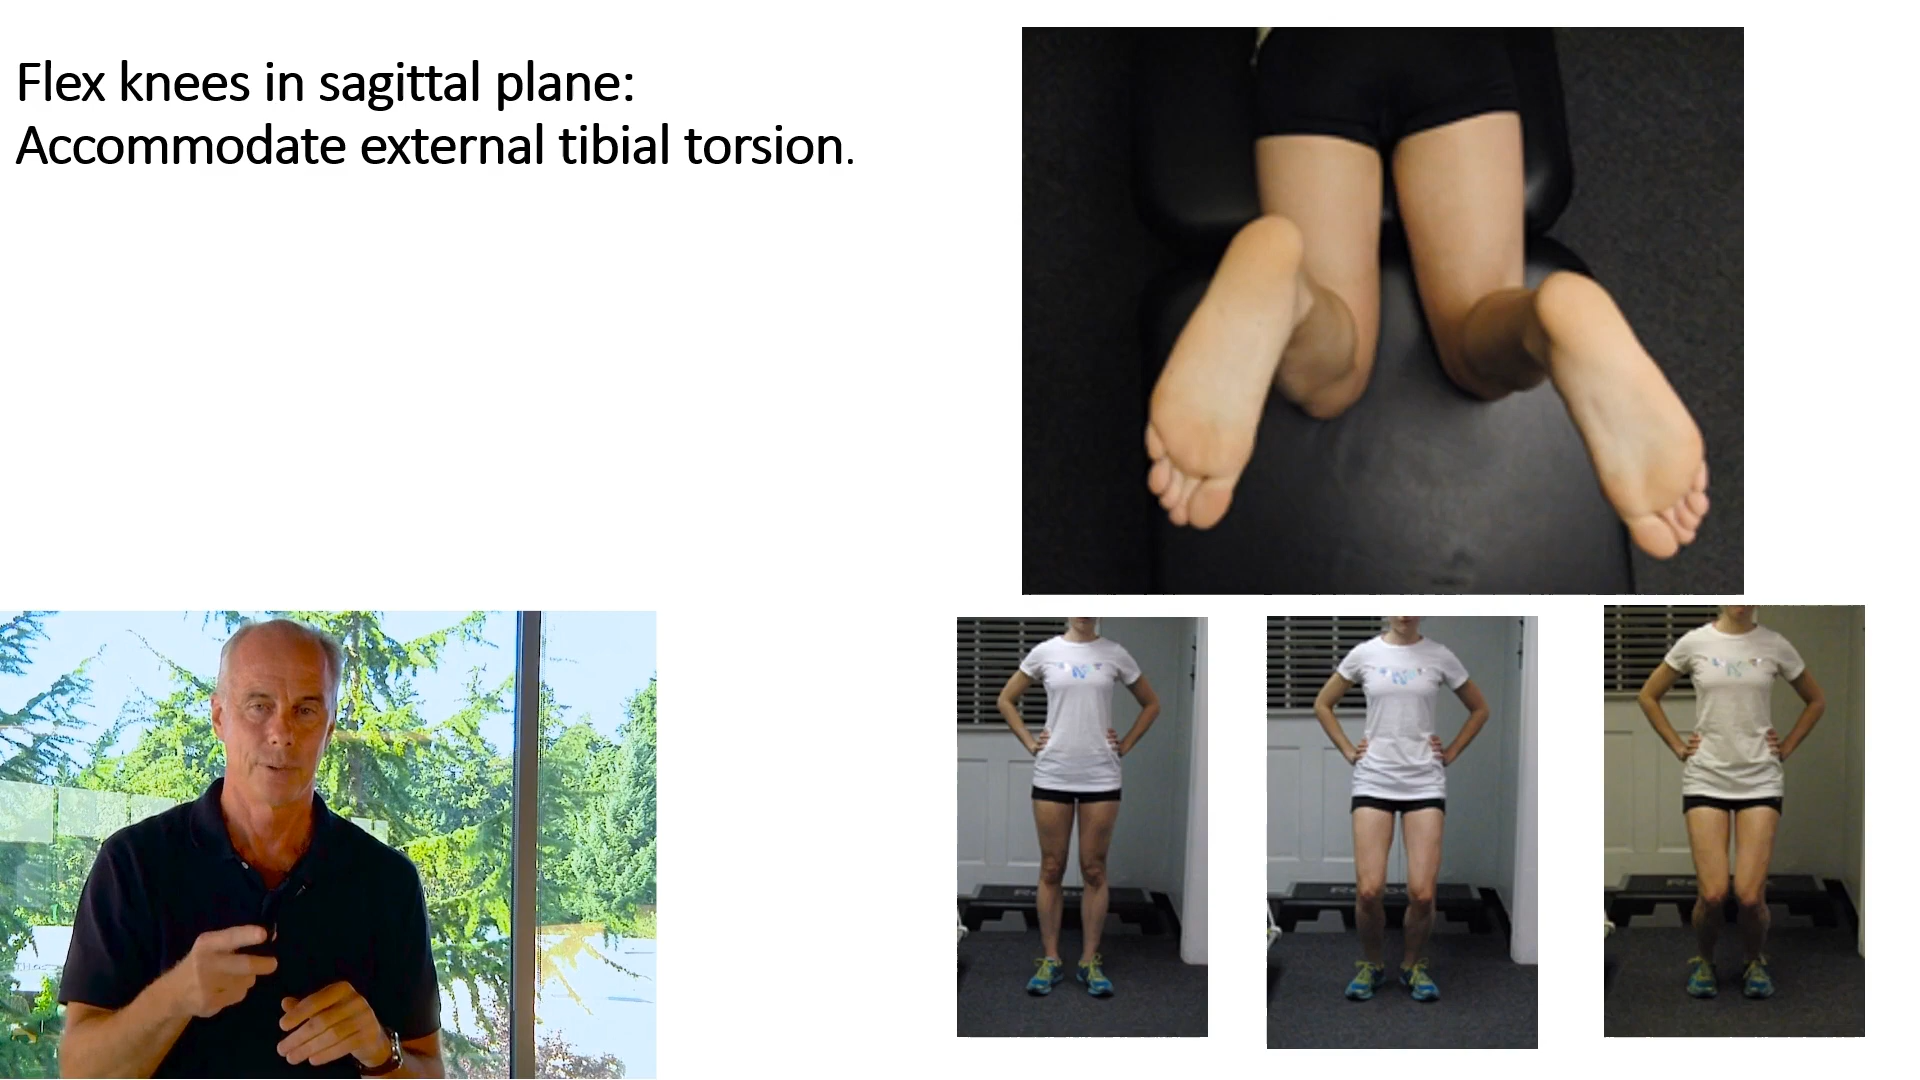 Flex knees in sagittal plane:
Accommodate external tibial torsion.